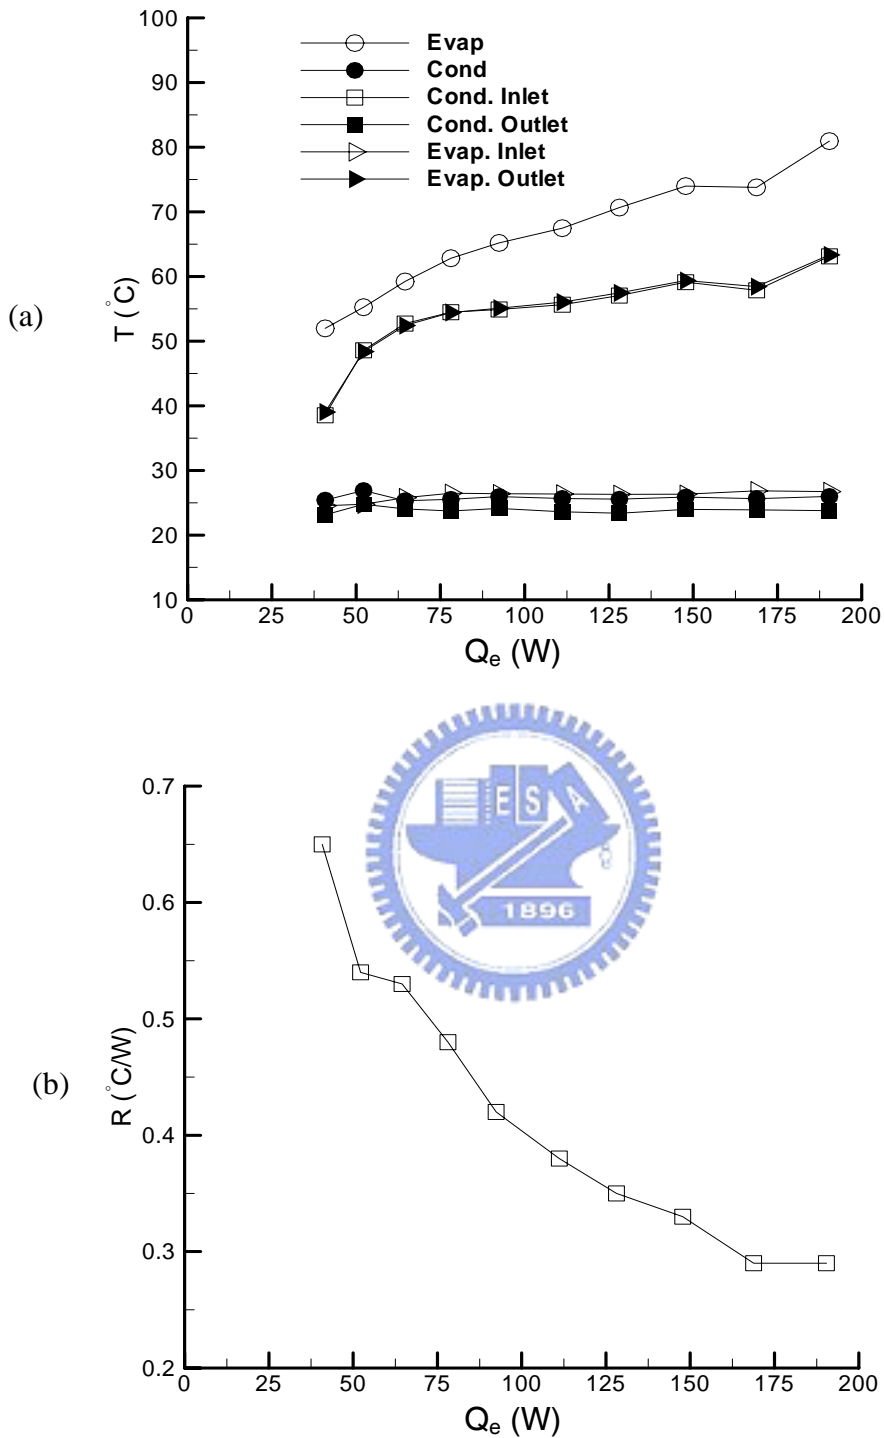 100
90
80
70
60
50
40
30
20
10
T (°C)
(a)
Evap
Cond
Cond. Inlet
Cond. Outlet
Evap. Inlet
Evap. Outlet
0 25 50 75 100 125 150 175 200
Qe (W)
E S A
1896
0.7
0.6
0.5
0.4
0.3
0.2
R (°C/W)
(b)
0 25 50 75 100 125 150 175 200
Qe (W)